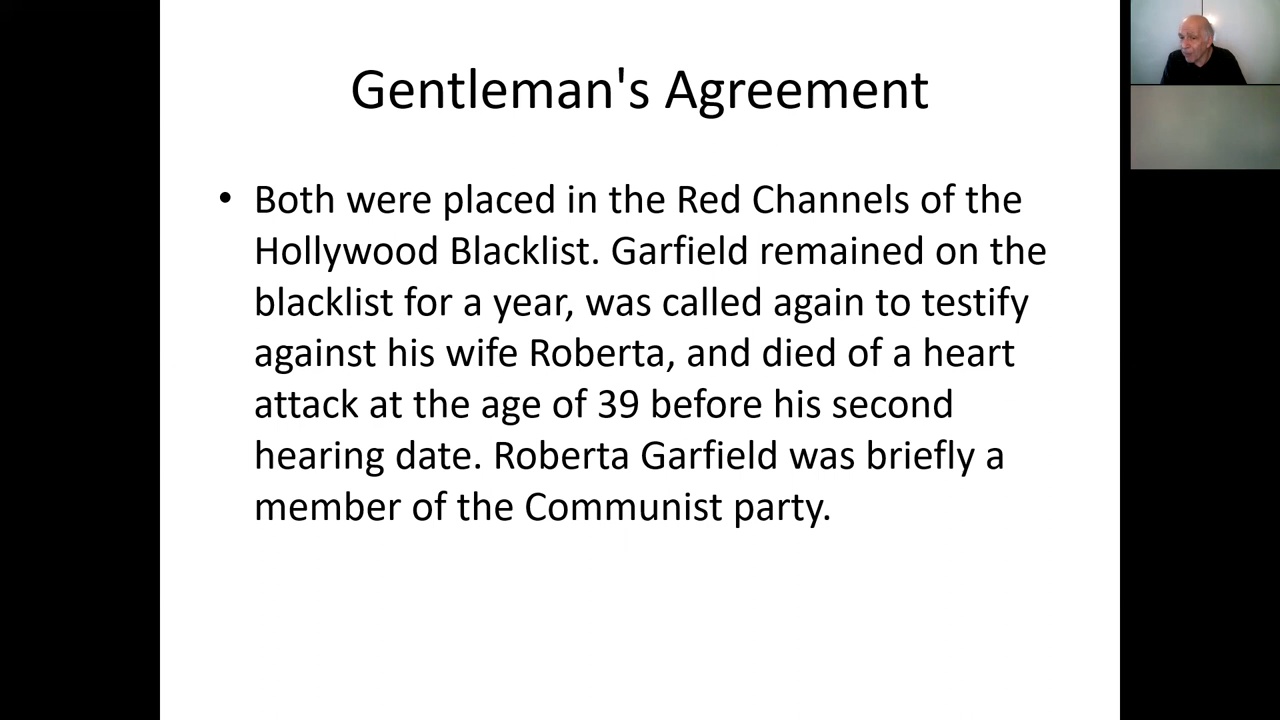 Gentleman's Agreement
• Both were placed in the Red Channels of the
Hollywood Blacklist. Garfield remained on the
blacklist for a year, was called again to testify
against his wife Roberta, and died of a heart
attack at the age of 39 before his second
hearing date. Roberta Garfield was briefly a
member of the Communist party.